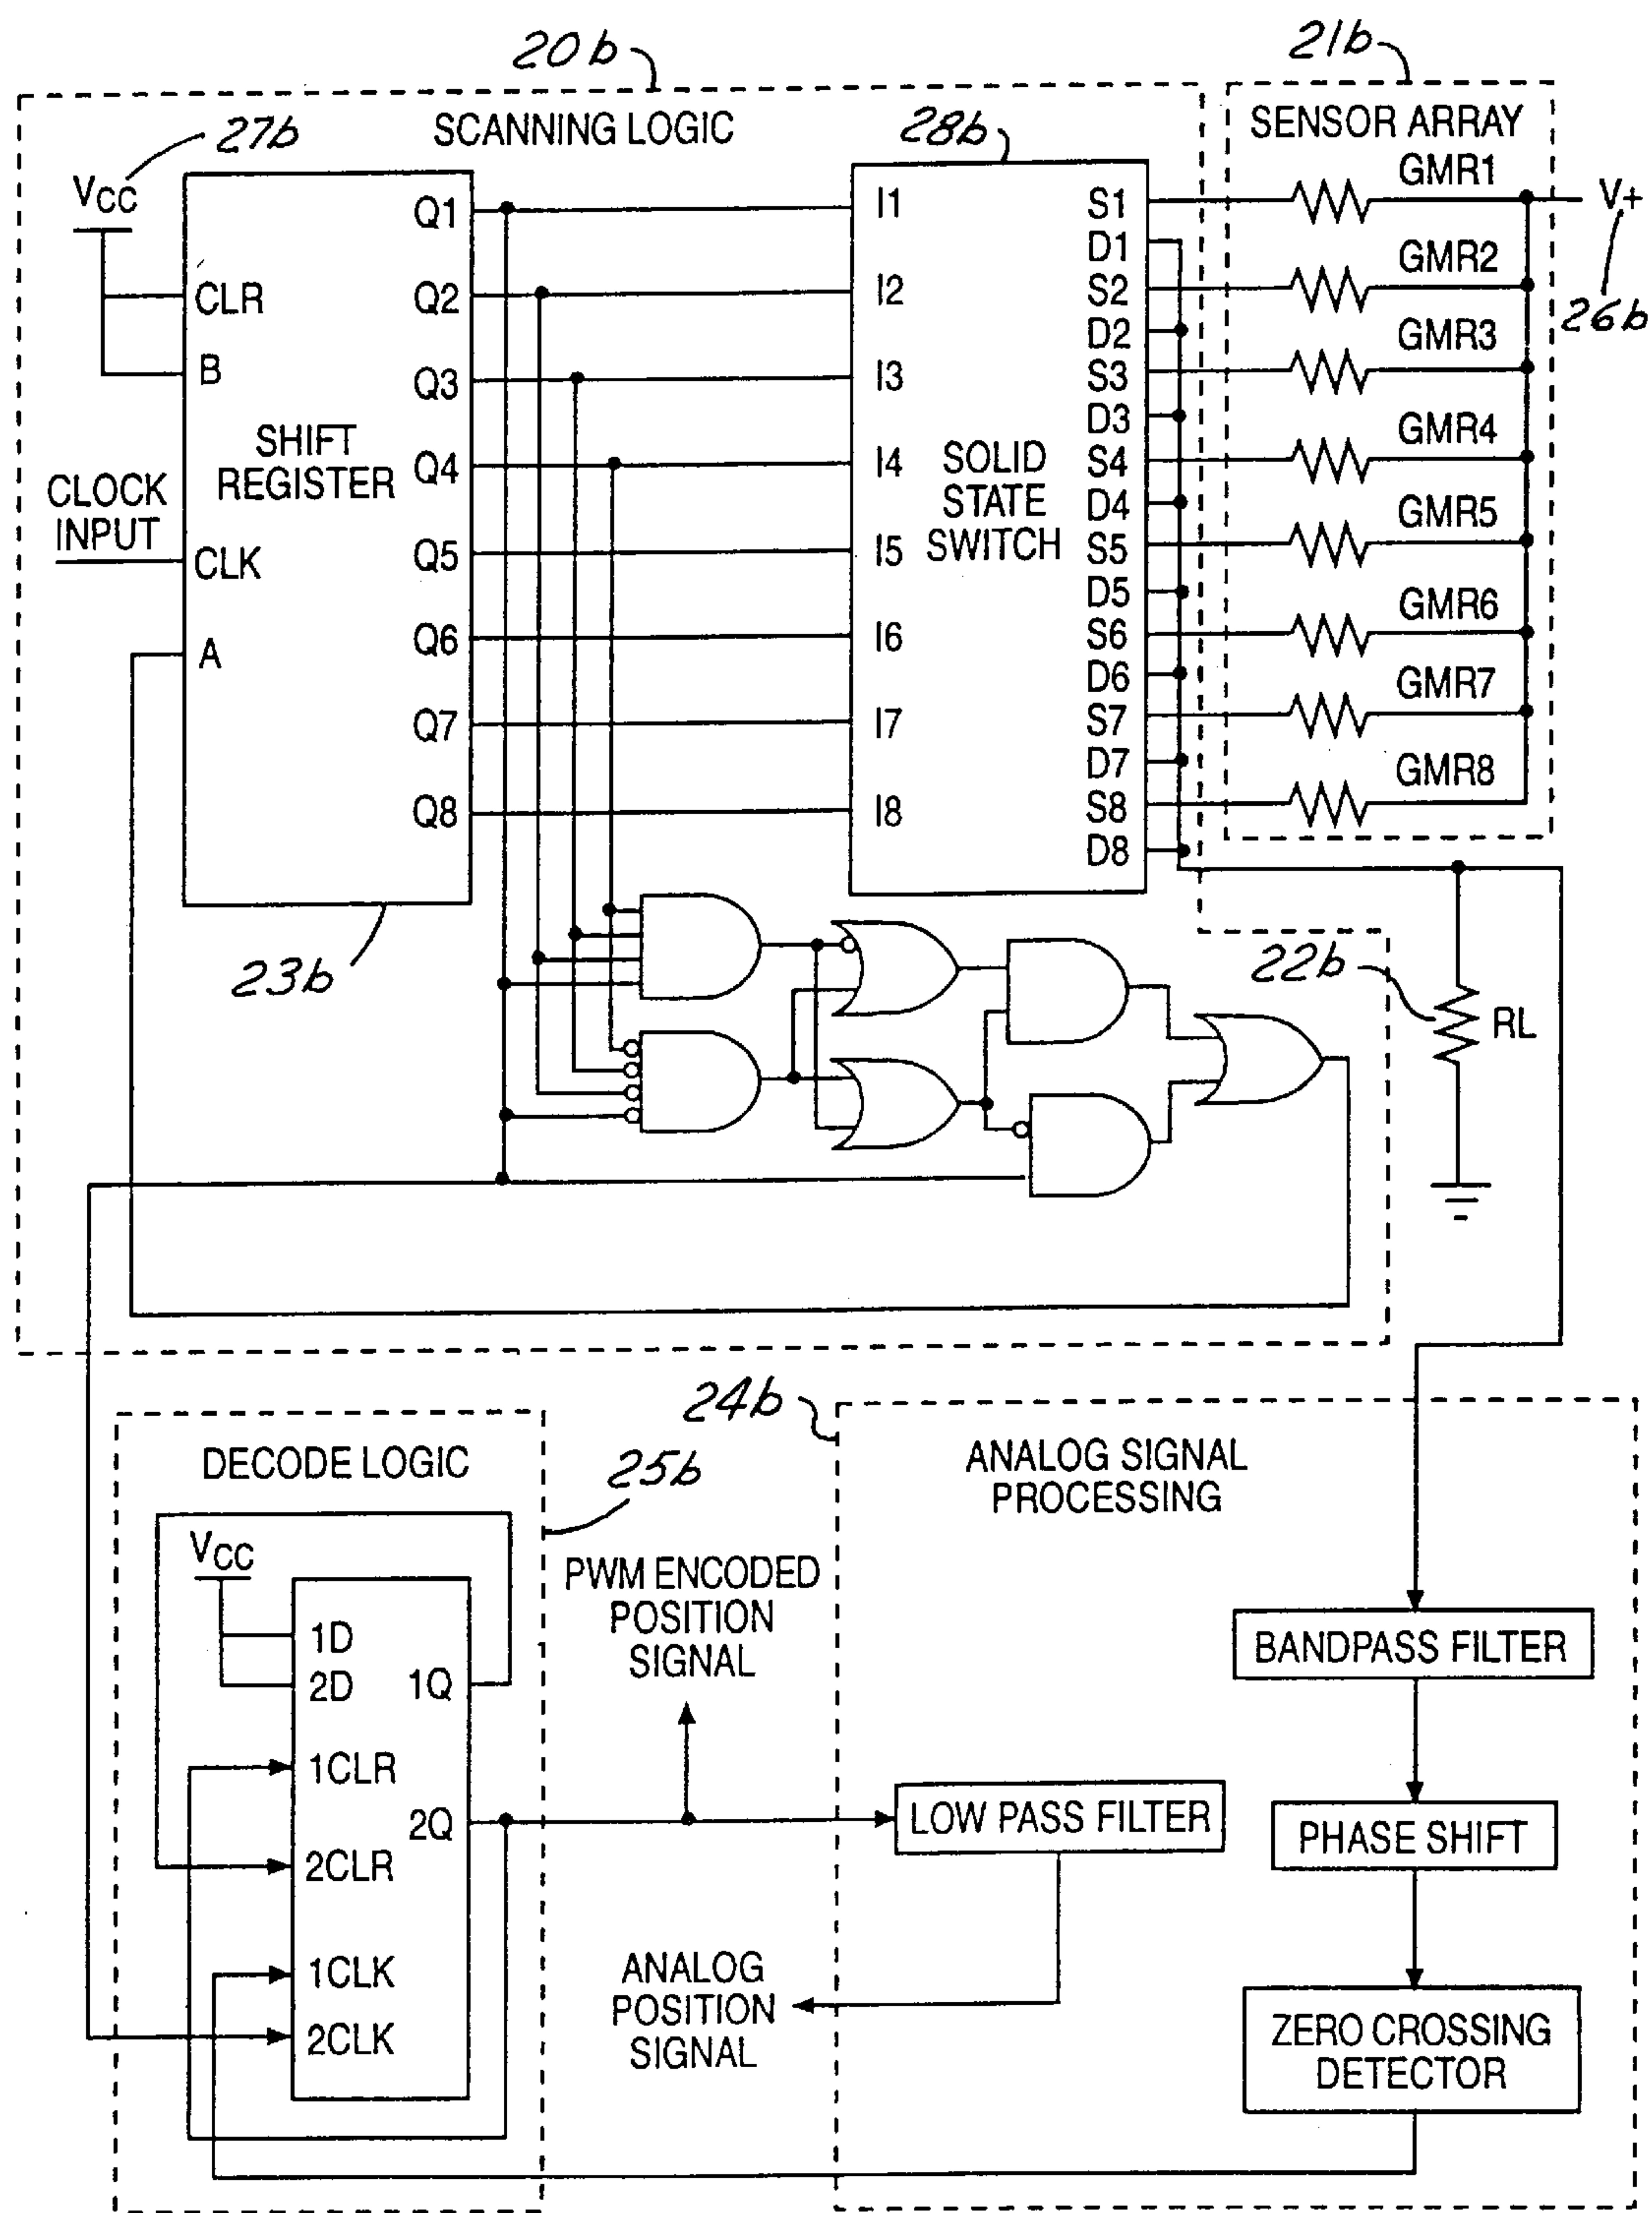 20b
21b
SCANNING LOGIC
SENSOR ARRAY
27b
28b
VCC
CLR
B
SHIFT
REGISTER
CLOCK
INPUT
CLK
A
Q1
Q2
Q3
Q4
Q5
Q6
Q7
Q8
I1
I2
I3
I4
I5
I6
I7
I8
SOLID
STATE
SWITCH
S1
D1
S2
D2
S3
D3
S4
D4
S5
D5
S6
D6
S7
D7
S8
D8
GMR1
GMR2
GMR3
GMR4
GMR5
GMR6
GMR7
GMR8
V+
26b
23b
22b
RL
24b
DECODE LOGIC
25b
ANALOG SIGNAL
PROCESSING
VCC
1D
2D
1Q
1CLR
2Q
2CLR
1CLK
2CLK
PWM ENCODED
POSITION
SIGNAL
BANDPASS FILTER
LOW PASS FILTER
PHASE SHIFT
ANALOG
POSITION
SIGNAL
ZERO CROSSING
DETECTOR